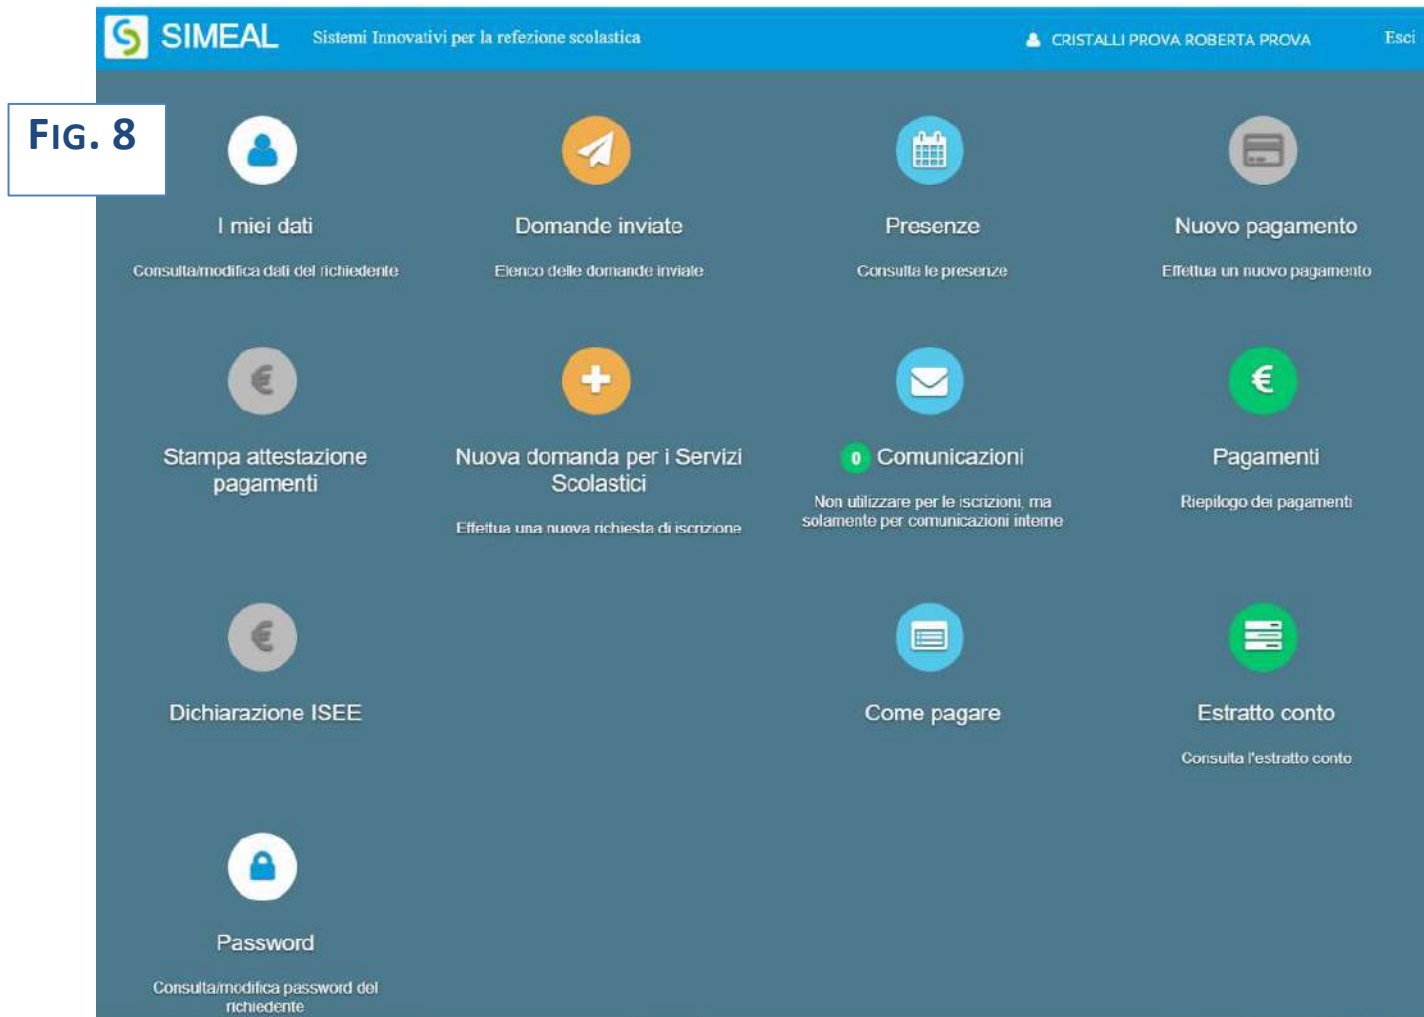 SIMEAL
Sistemi Innovativi per la refezione scolastica
CRISTALLI PROVA ROBERTA PROVA
Esci
FIG. 8
I miei dati
Consulta/modifica dati del richiedente
Domande inviate
Elenco delle domande inviate
Presenze
Consulta le presenze
Nuovo pagamento
Effettua un nuovo pagamento
Stampa attestazione
pagamenti
Nuova domanda per i Servizi
Scolastici
Effettua una nuova richiesta di iscrizione
0 Comunicazioni
Non utilizzare per le iscrizioni, ma
solamente per comunicazioni interne
Pagamenti
Riepilogo dei pagamenti
Dichiarazione ISEE
Come pagare
Estratto conto
Consulta l'estratto conto
Password
Consulta/modifica password del
richiedente